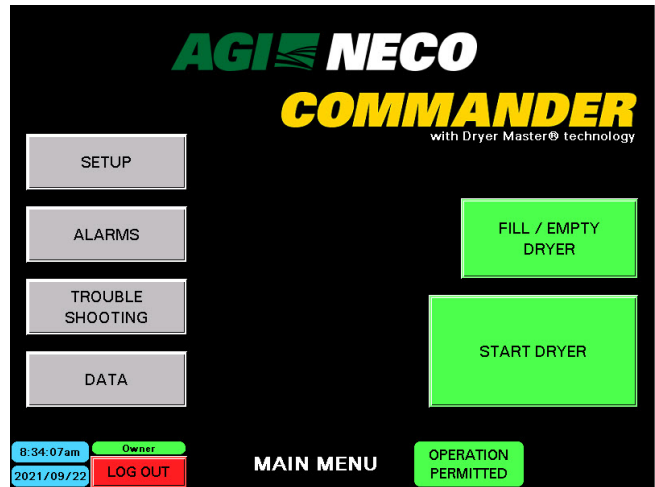 AGI NECO
COMMANDER
with Dryer Master® technology
SETUP
ALARMS
TROUBLE
SHOOTING
DATA
FILL / EMPTY
DRYER
START DRYER
8:34:07am
Owner
2021/09/22
LOG OUT
MAIN MENU
OPERATION
PERMITTED